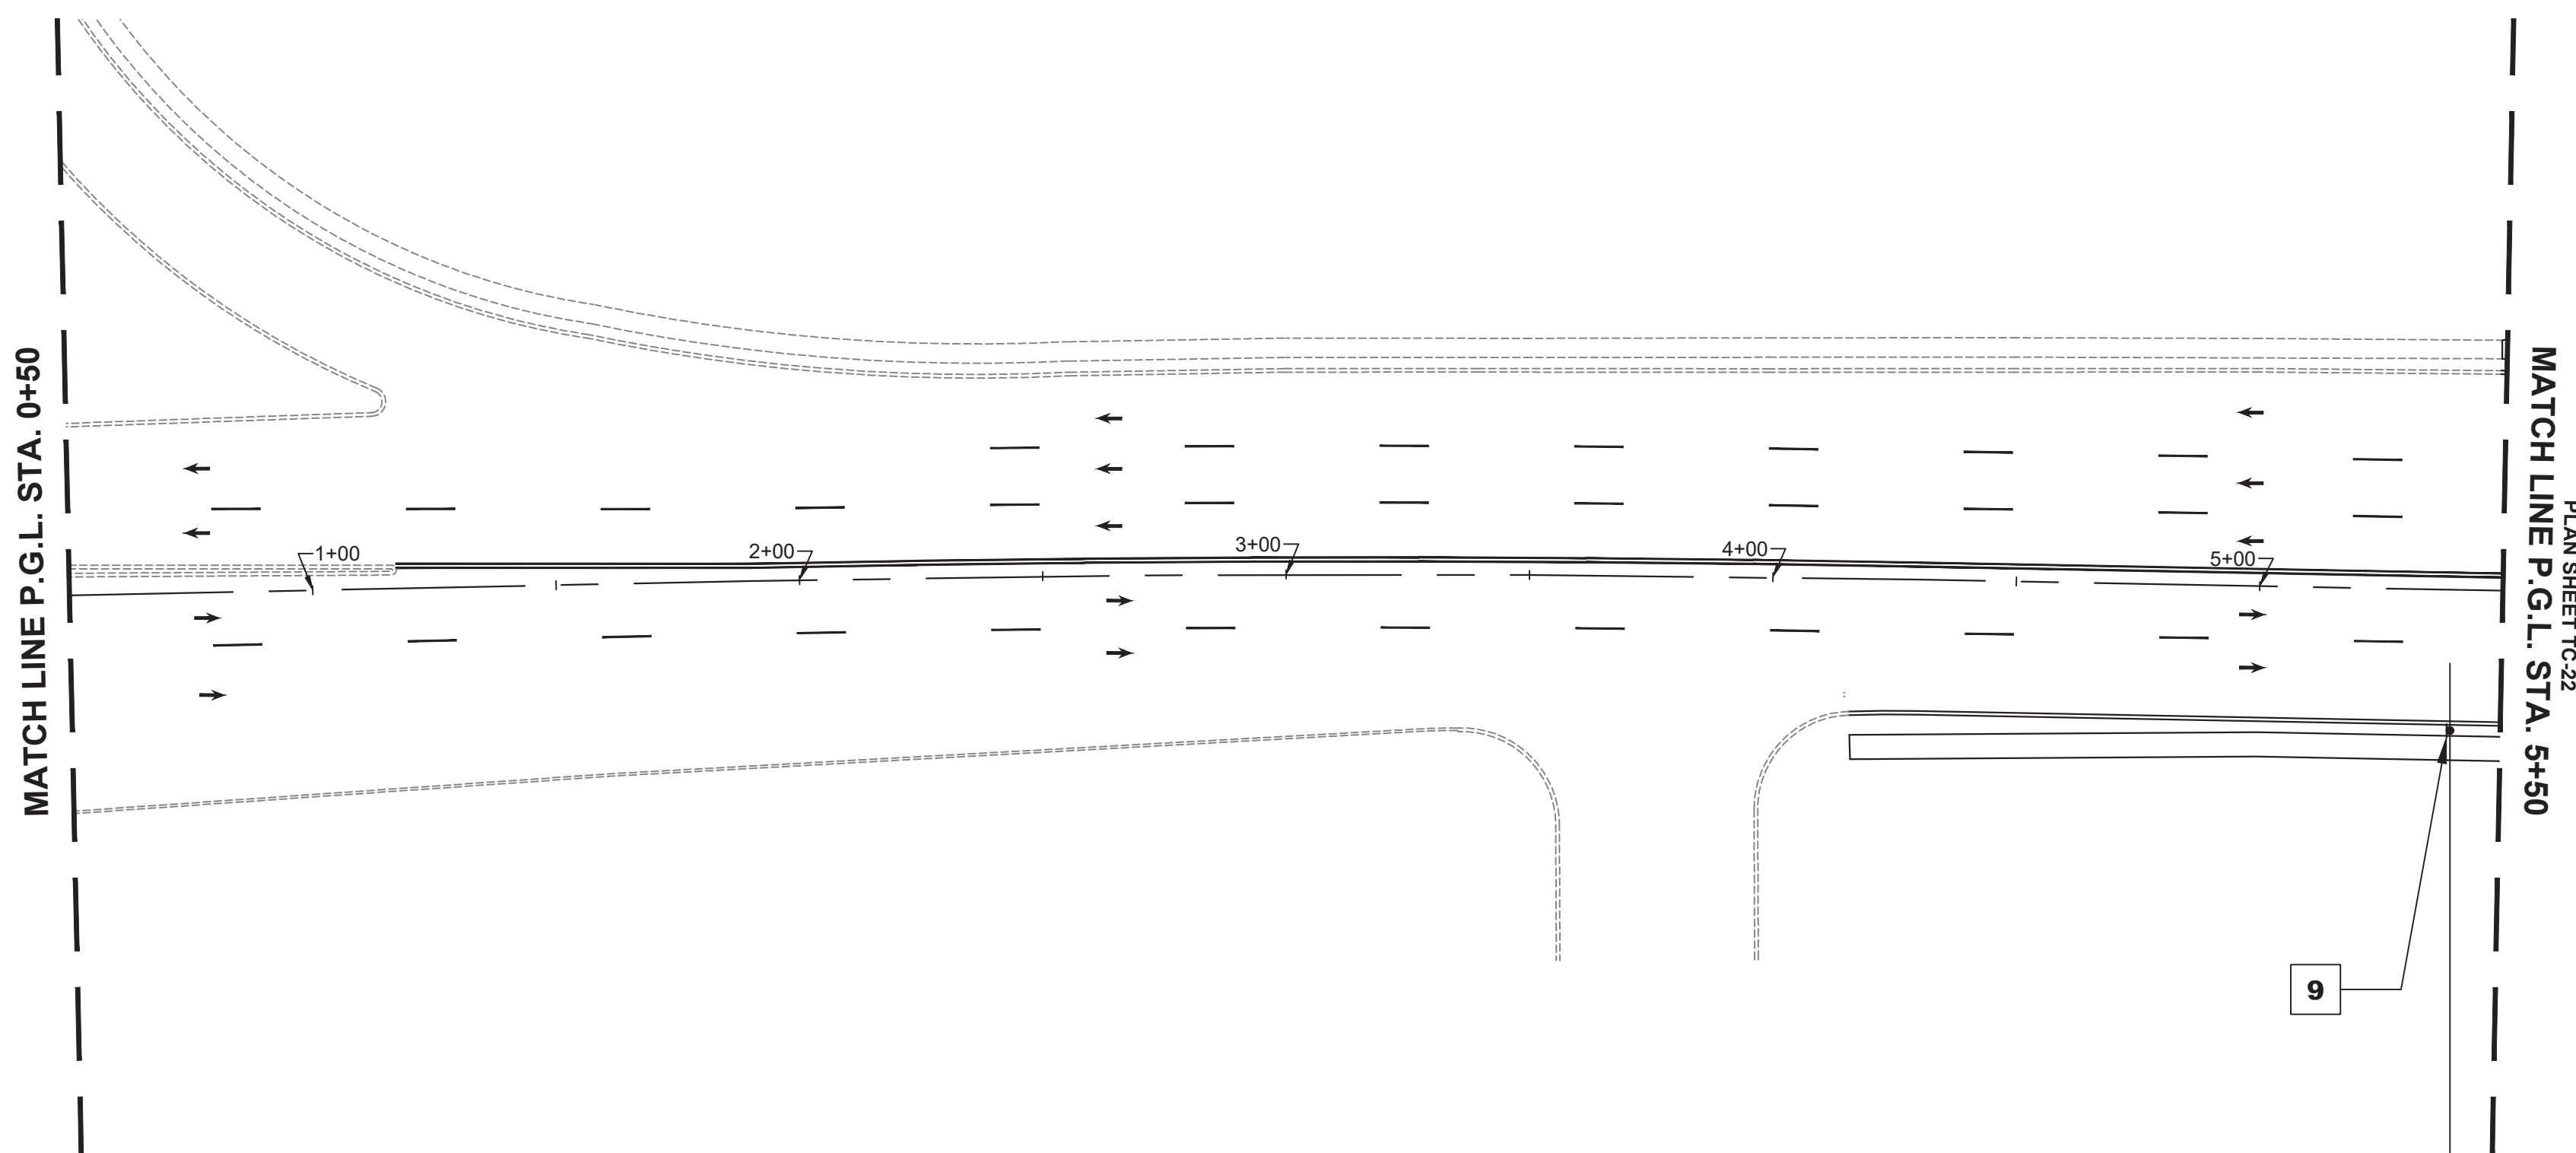 MATCH LINE P.G.L. STA. 0+50
1+00
2+00
3+00
4+00
5+00
MATCH LINE P.G.L. STA. 5+50
PLAN SHEET TC-22
9